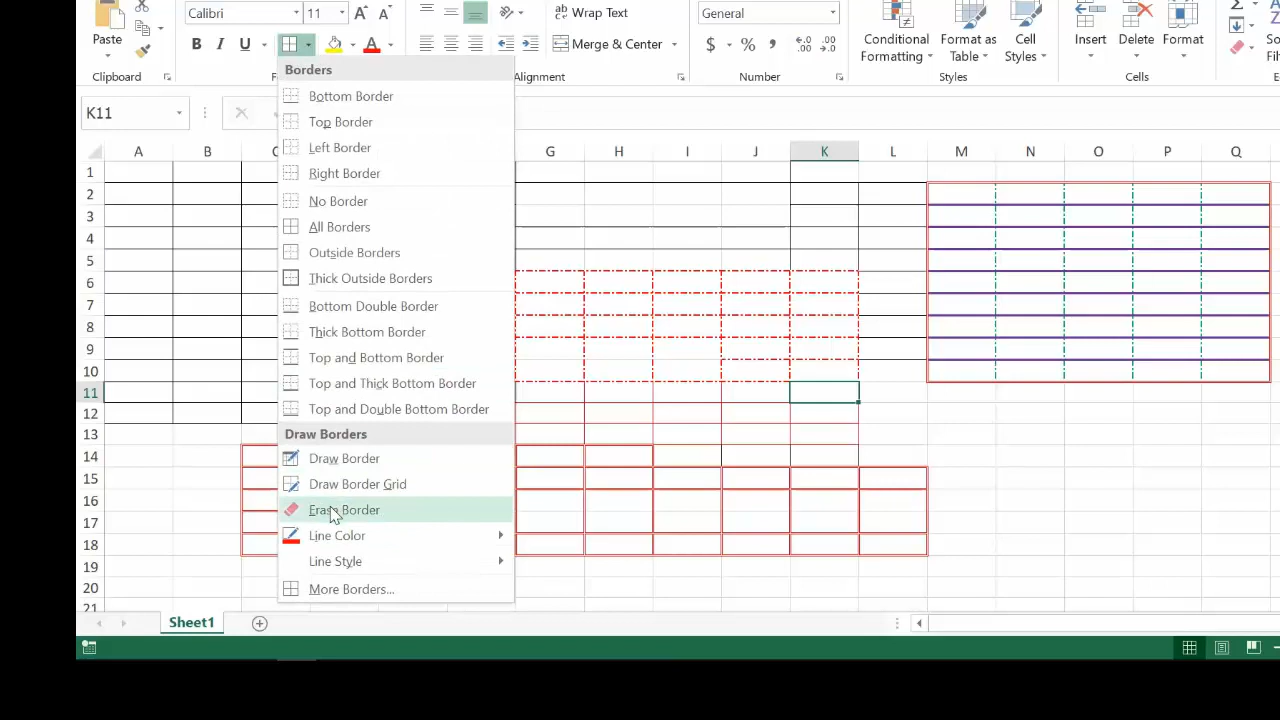 Calibri 11 Wrap Text General
Paste B I U Merge & Center $ % Conditional Formatting Format as Table Cell Styles Insert Delete Format
Clipboard Alignment Number Styles Cells
K11
Borders
Bottom Border
Top Border
Left Border
Right Border
No Border
All Borders
Outside Borders
Thick Outside Borders
Bottom Double Border
Thick Bottom Border
Top and Bottom Border
Top and Thick Bottom Border
Top and Double Bottom Border
Draw Borders
Draw Border
Draw Border Grid
Erase Border
Line Color
Line Style
More Borders...
A B G H I J K L M N O P Q
1
2
3
4
5
6
7
8
9
10
11
12
13
14
15
16
17
18
19
20
21
Sheet1